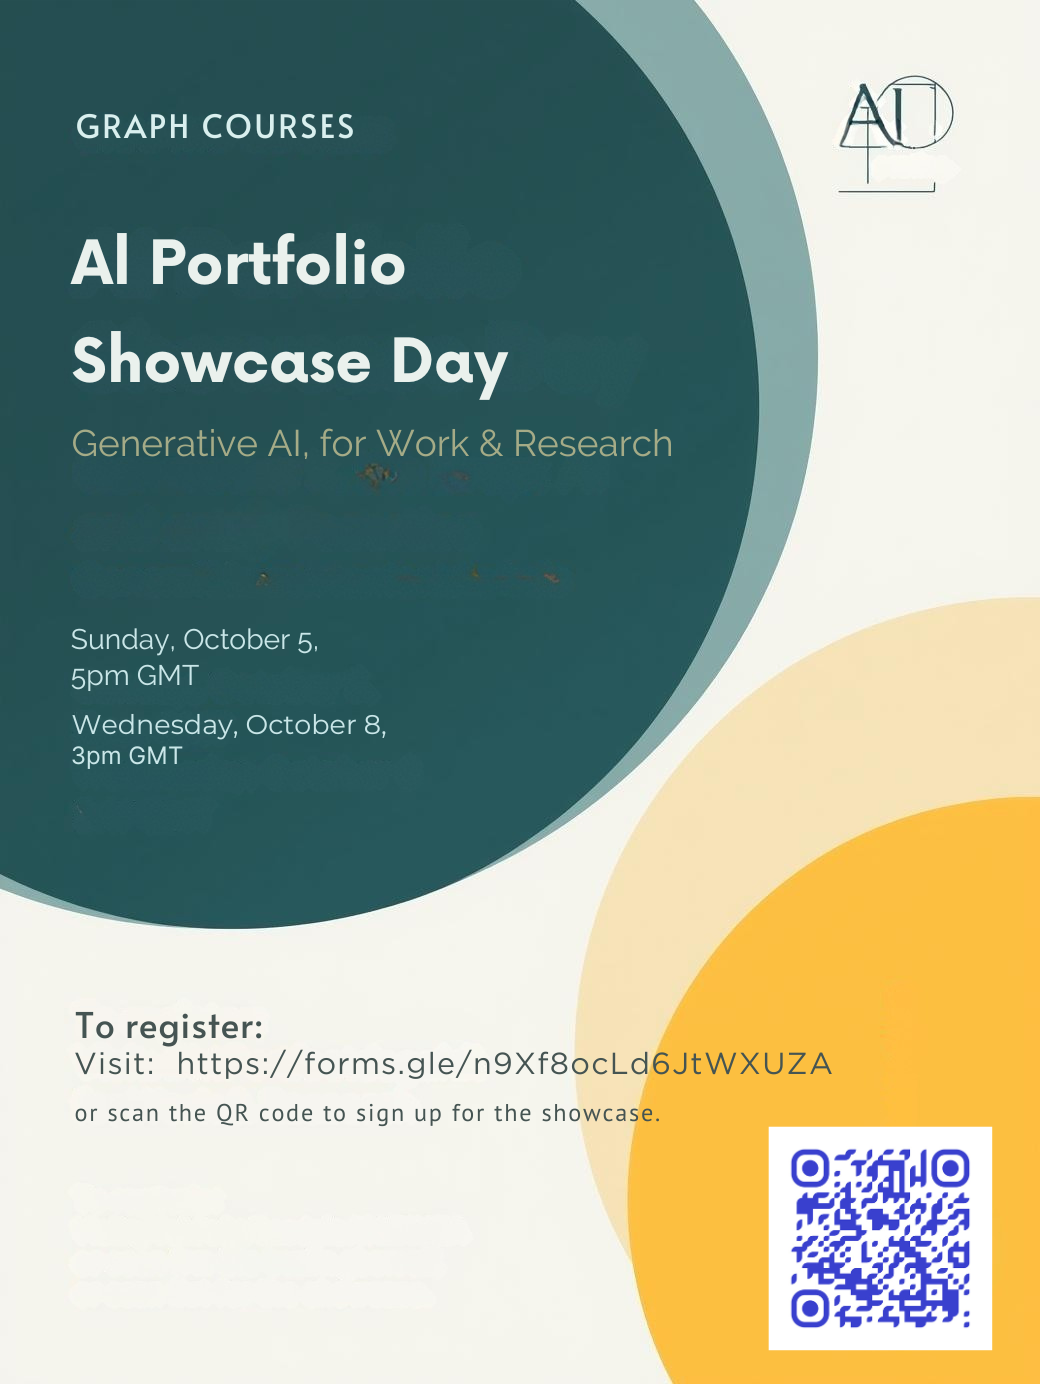 GRAPH COURSES
AI
AI Portfolio
Showcase Day
Generative AI, for Work & Research
Sunday, October 5,
5pm GMT
Wednesday, October 8,
3pm GMT
To register:
Visit: https://forms.gle/n9Xf8ocLd6JtWXUZA
or scan the QR code to sign up for the showcase.